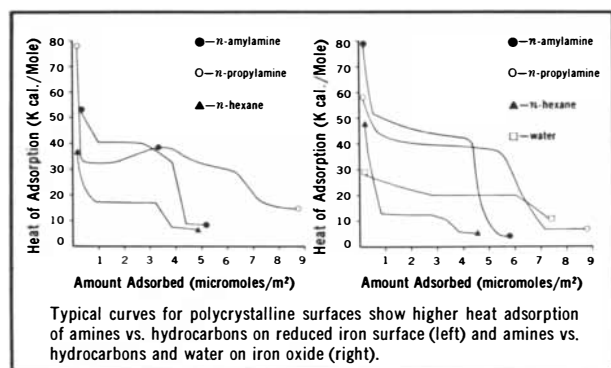 80
70
60
50
40
30
20
10
0
Heat of Adsorption (K cal./Mole)
●—n-amylamine
○—n-propylamine
▲—n-hexane
1 2 3 4 5 6 7 8 9
Amount Adsorbed (micromoles/m²)
80
70
60
50
40
30
20
10
0
Heat of Adsorption (K cal./Mole)
●—n-amylamine
○—n-propylamine
▲—n-hexane
□—water
1 2 3 4 5 6 7 8 9
Amount Adsorbed (micromoles/m²)
Typical curves for polycrystalline surfaces show higher heat adsorption
of amines vs. hydrocarbons on reduced iron surface (left) and amines vs.
hydrocarbons and water on iron oxide (right).